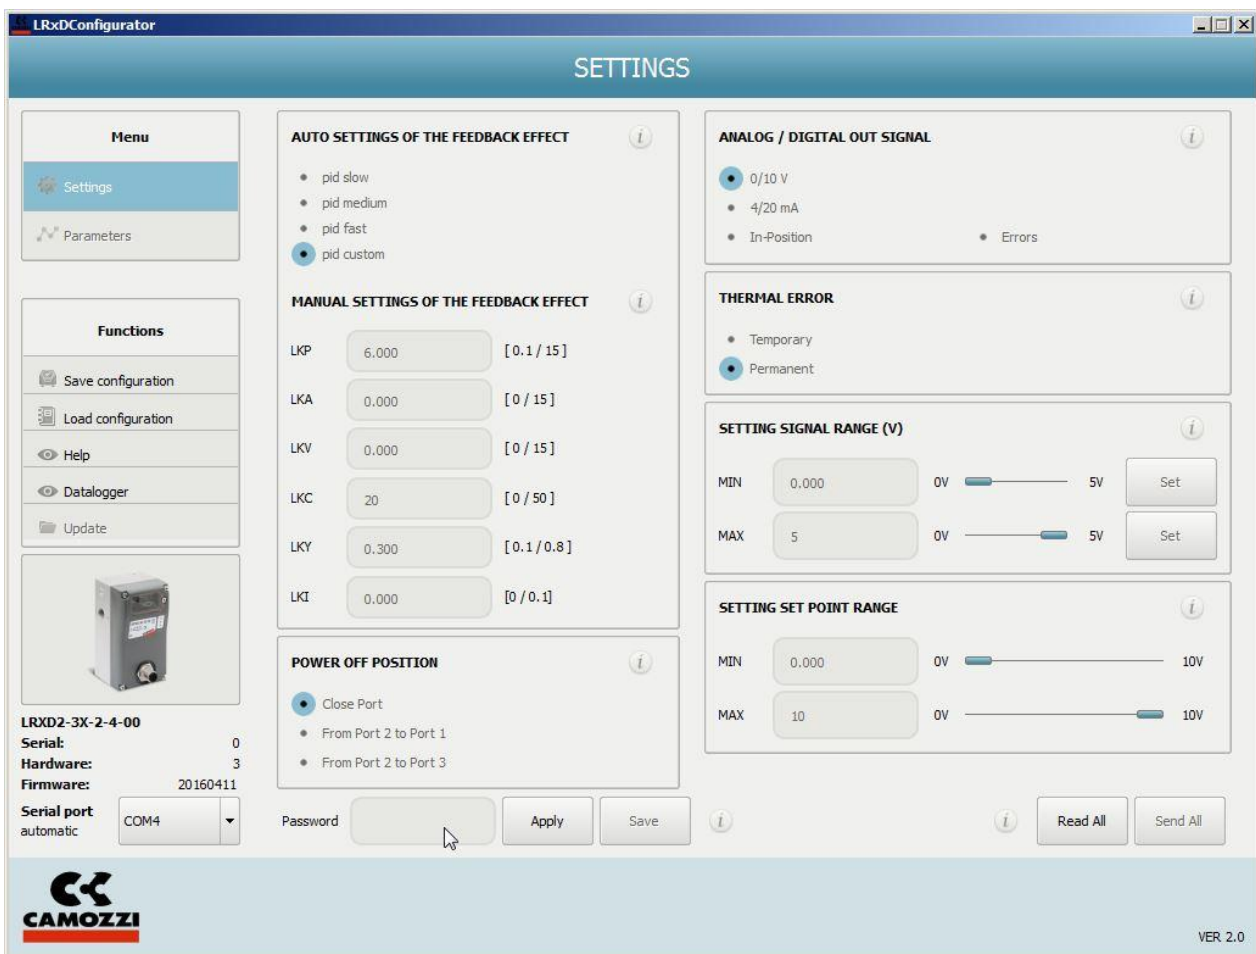 LRxDConfigurator
SETTINGS
Menu
Settings
Parameters
Functions
Save configuration
Load configuration
Help
Datalogger
Update
LRXD2-3X-2-4-00
Serial: 0
Hardware: 3
Firmware: 20160411
Serial port
automatic
COM4
AUTO SETTINGS OF THE FEEDBACK EFFECT
pid slow
pid medium
pid fast
pid custom
MANUAL SETTINGS OF THE FEEDBACK EFFECT
LKP 6.000 [ 0.1 / 15 ]
LKA 0.000 [ 0 / 15 ]
LKV 0.000 [ 0 / 15 ]
LKC 20 [ 0 / 50 ]
LKY 0.300 [ 0.1 / 0.8 ]
LKI 0.000 [0 / 0.1]
POWER OFF POSITION
Close Port
From Port 2 to Port 1
From Port 2 to Port 3
Password Apply Save
ANALOG / DIGITAL OUT SIGNAL
0/10 V
4/20 mA
In-Position Errors
THERMAL ERROR
Temporary
Permanent
SETTING SIGNAL RANGE (V)
MIN 0.000 0V 5V Set
MAX 5 0V 5V Set
SETTING SET POINT RANGE
MIN 0.000 0V 10V
MAX 10 0V 10V
Read All Send All
CAMOZZI
VER 2.0